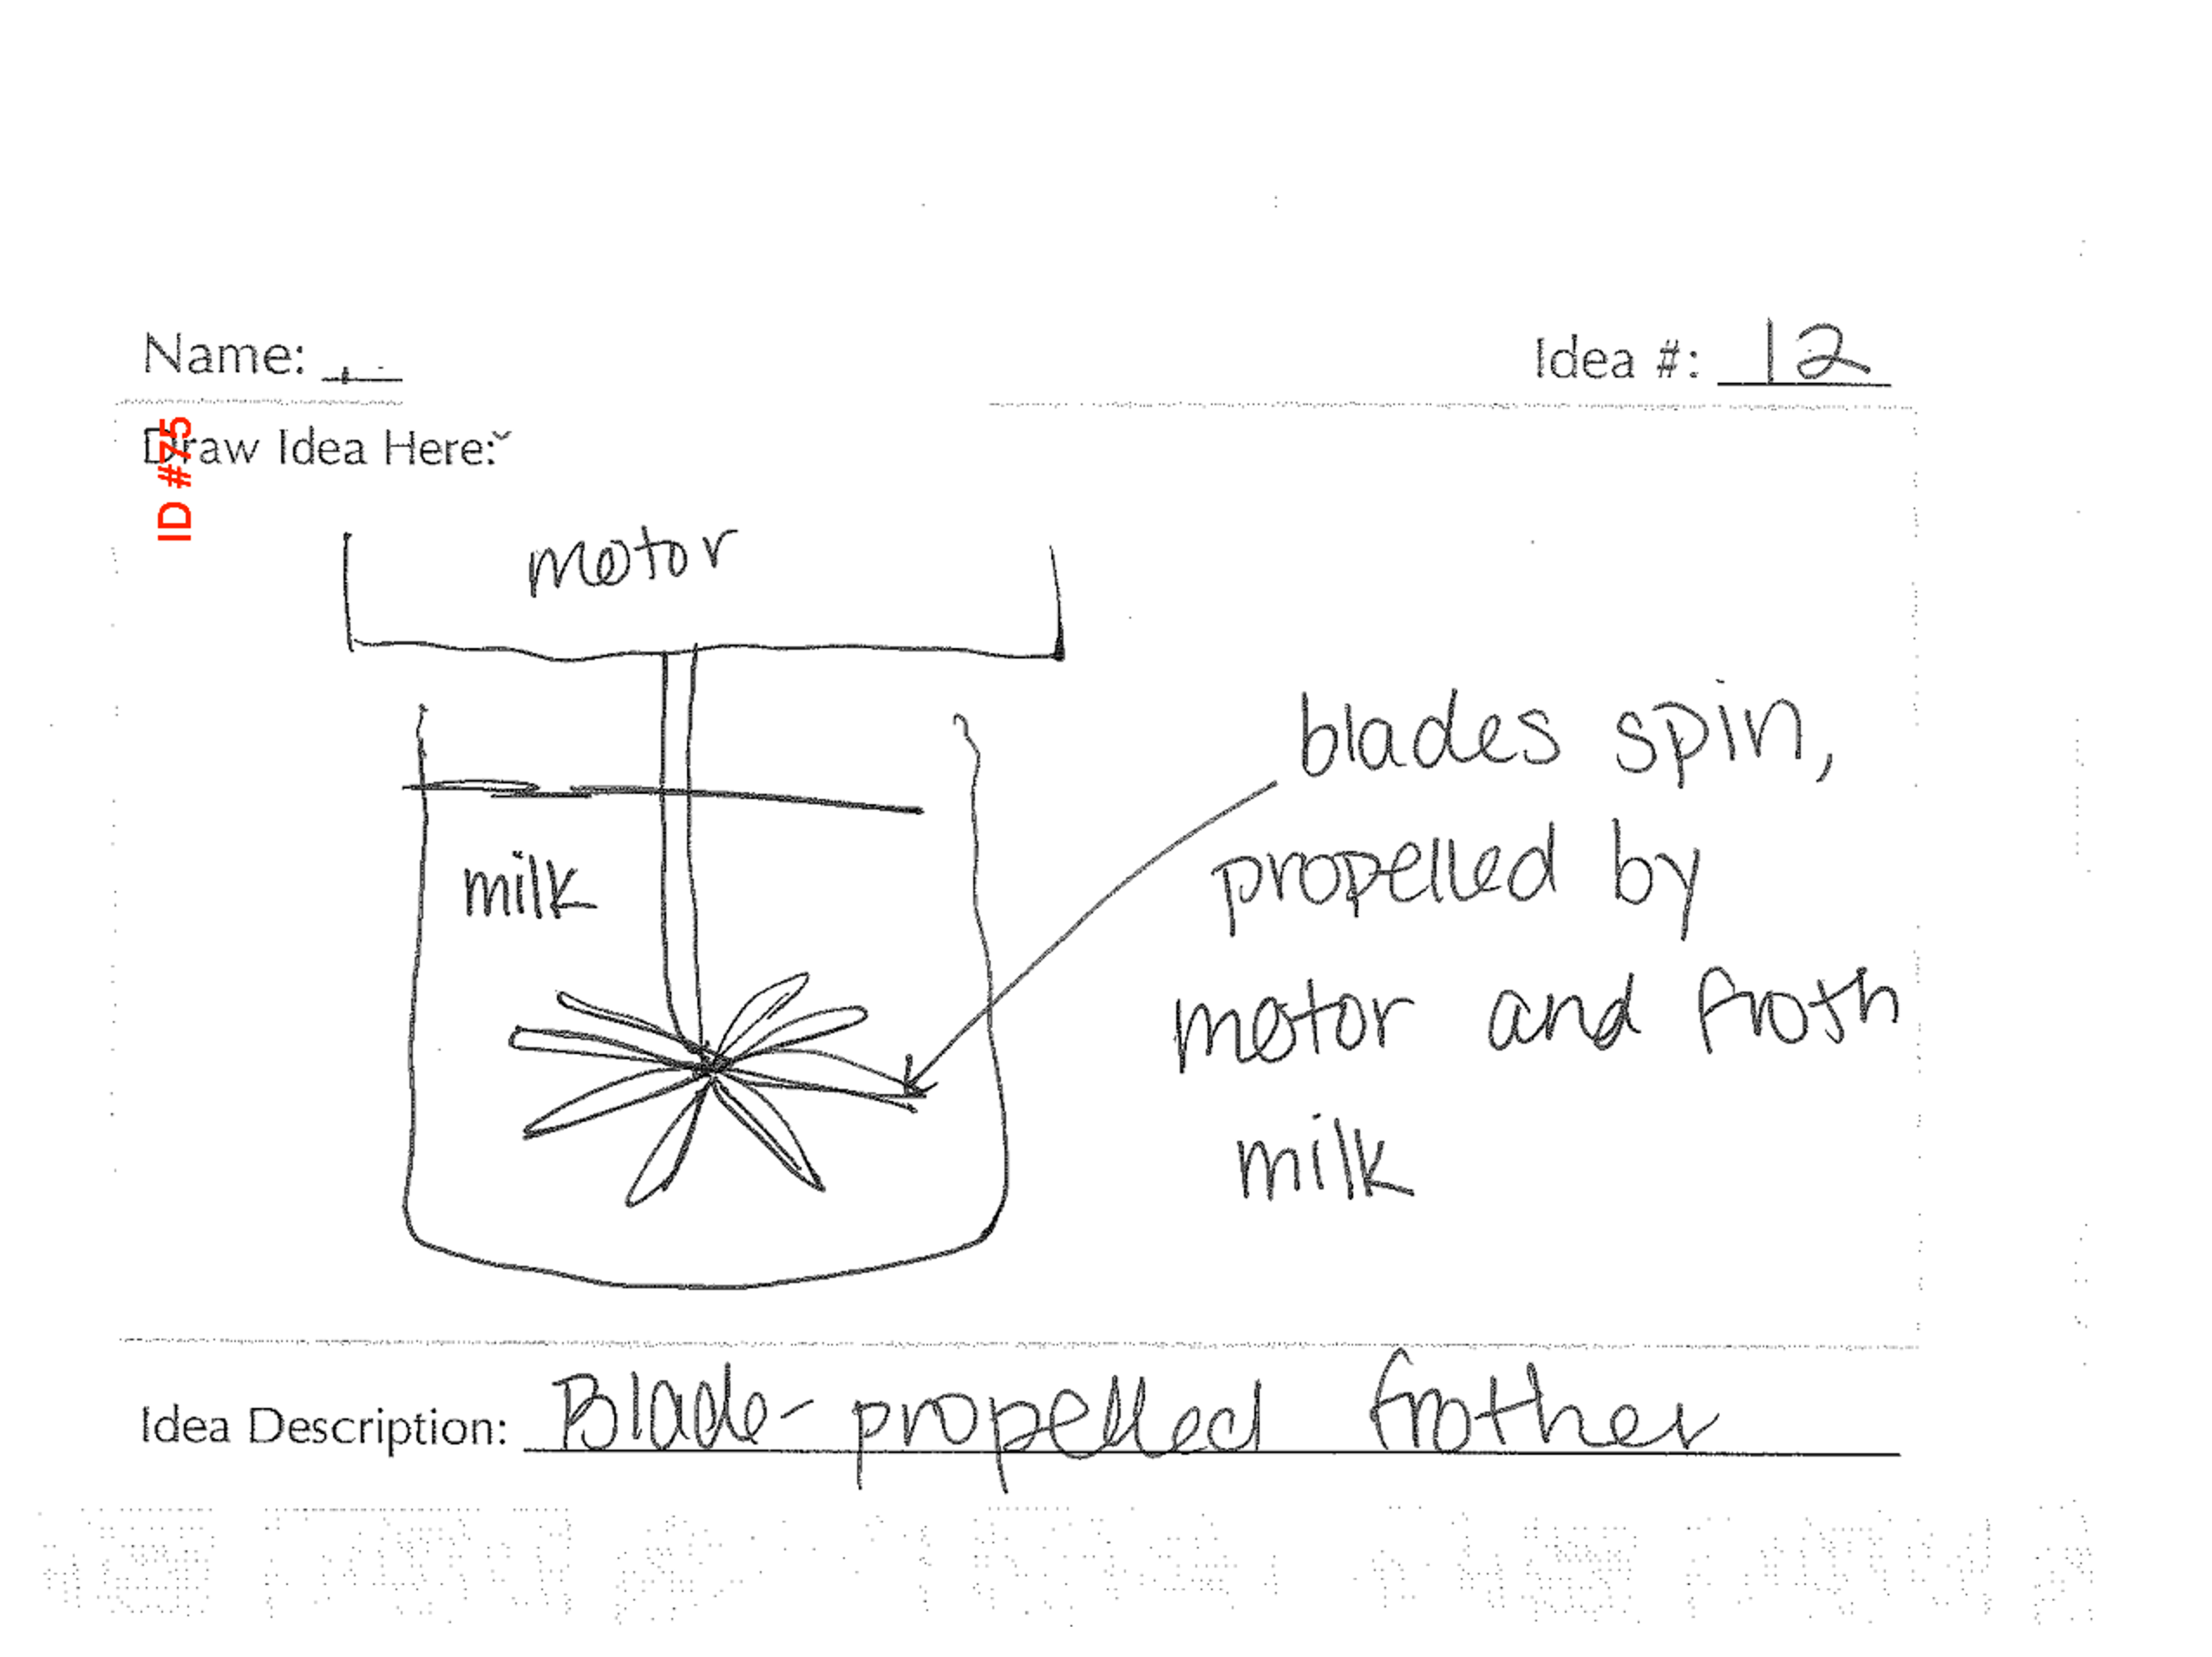 Name:
Idea #: 12
ID #75
Draw Idea Here:
motor
blades spin,
propelled by
motor and froth
milk
milk
Idea Description: Blade-propelled frother